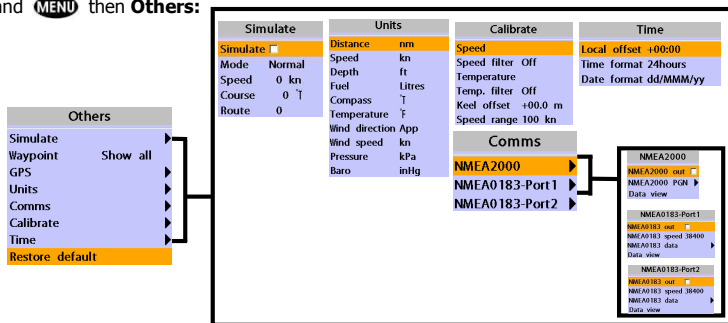 and MENU then Others:
Others
Simulate
Waypoint Show all
GPS
Units
Comms
Calibrate
Time
Restore default
Simulate
Simulate
Mode Normal
Speed 0 kn
Course 0 °T
Route 0
Units
Distance nm
Speed kn
Depth ft
Fuel Litres
Compass °T
Temperature °F
Wind direction App
Wind speed kn
Pressure kPa
Baro inHg
Calibrate
Speed
Speed filter Off
Temperature
Temp. filter Off
Keel offset +00.0 m
Speed range 100 kn
Time
Local offset +00:00
Time format 24hours
Date format dd/MMM/yy
Comms
NMEA2000
NMEA0183-Port1
NMEA0183-Port2
NMEA2000
NMEA2000 out
NMEA2000 PGN
Data view
NMEA0183-Port1
NMEA0183 out
NMEA0183 speed 38400
NMEA0183 data
Data view
NMEA0183-Port2
NMEA0183 out
NMEA0183 speed 38400
NMEA0183 data
Data view